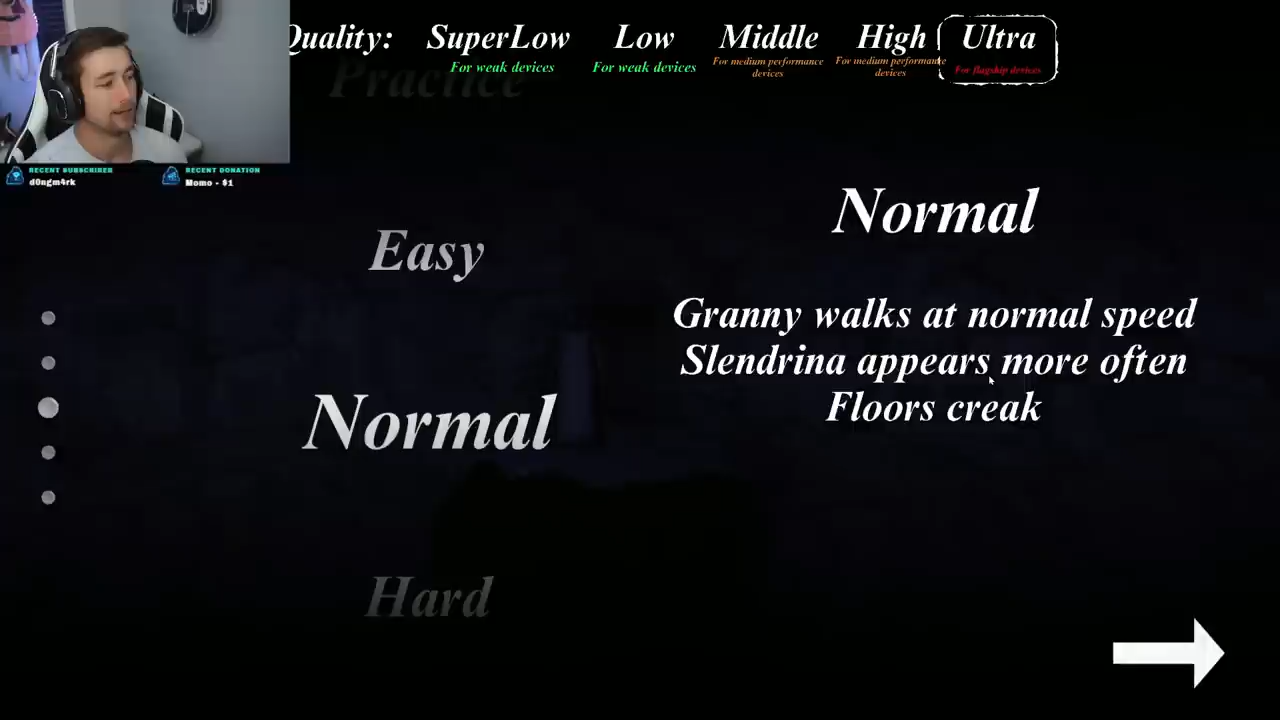 Quality:
SuperLow
For weak devices
Low
For weak devices
Middle
For medium performance
devices
High
For medium performance
devices
Ultra
For flagship devices
Practice
RECENT SUBSCRIBER
d0ngm4rk
RECENT DONATION
Momo - $1
Easy
Normal
Hard
Normal
Granny walks at normal speed
Slendrina appears more often
Floors creak